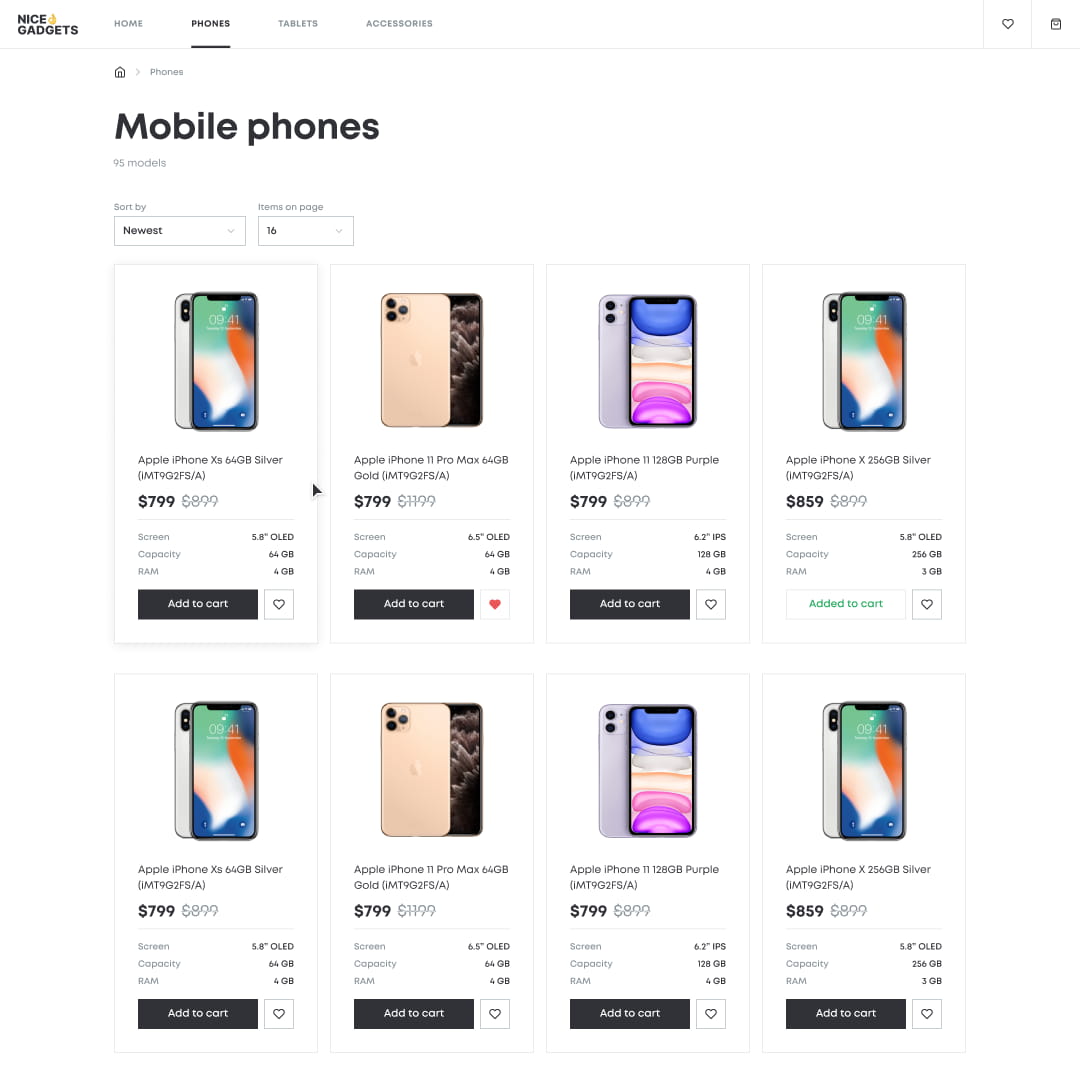 NICE👌
GADGETS
HOME
PHONES
TABLETS
ACCESSORIES
Phones
Mobile phones
95 models
Sort by
Items on page
Newest
16
09:41
09:41
Apple iPhone Xs 64GB Silver
(iMT9G2FS/A)
$799 $899
Screen 5.8” OLED
Capacity 64 GB
RAM 4 GB
Add to cart
Apple iPhone 11 Pro Max 64GB
Gold (iMT9G2FS/A)
$799 $1199
Screen 6.5” OLED
Capacity 64 GB
RAM 4 GB
Add to cart
Apple iPhone 11 128GB Purple
(iMT9G2FS/A)
$799 $899
Screen 6.2” IPS
Capacity 128 GB
RAM 4 GB
Add to cart
Apple iPhone X 256GB Silver
(iMT9G2FS/A)
$859 $899
Screen 5.8” OLED
Capacity 256 GB
RAM 3 GB
Added to cart
09:41
09:41
Apple iPhone Xs 64GB Silver
(iMT9G2FS/A)
$799 $899
Screen 5.8” OLED
Capacity 64 GB
RAM 4 GB
Add to cart
Apple iPhone 11 Pro Max 64GB
Gold (iMT9G2FS/A)
$799 $1199
Screen 6.5” OLED
Capacity 64 GB
RAM 4 GB
Add to cart
Apple iPhone 11 128GB Purple
(iMT9G2FS/A)
$799 $899
Screen 6.2” IPS
Capacity 128 GB
RAM 4 GB
Add to cart
Apple iPhone X 256GB Silver
(iMT9G2FS/A)
$859 $899
Screen 5.8” OLED
Capacity 256 GB
RAM 3 GB
Add to cart